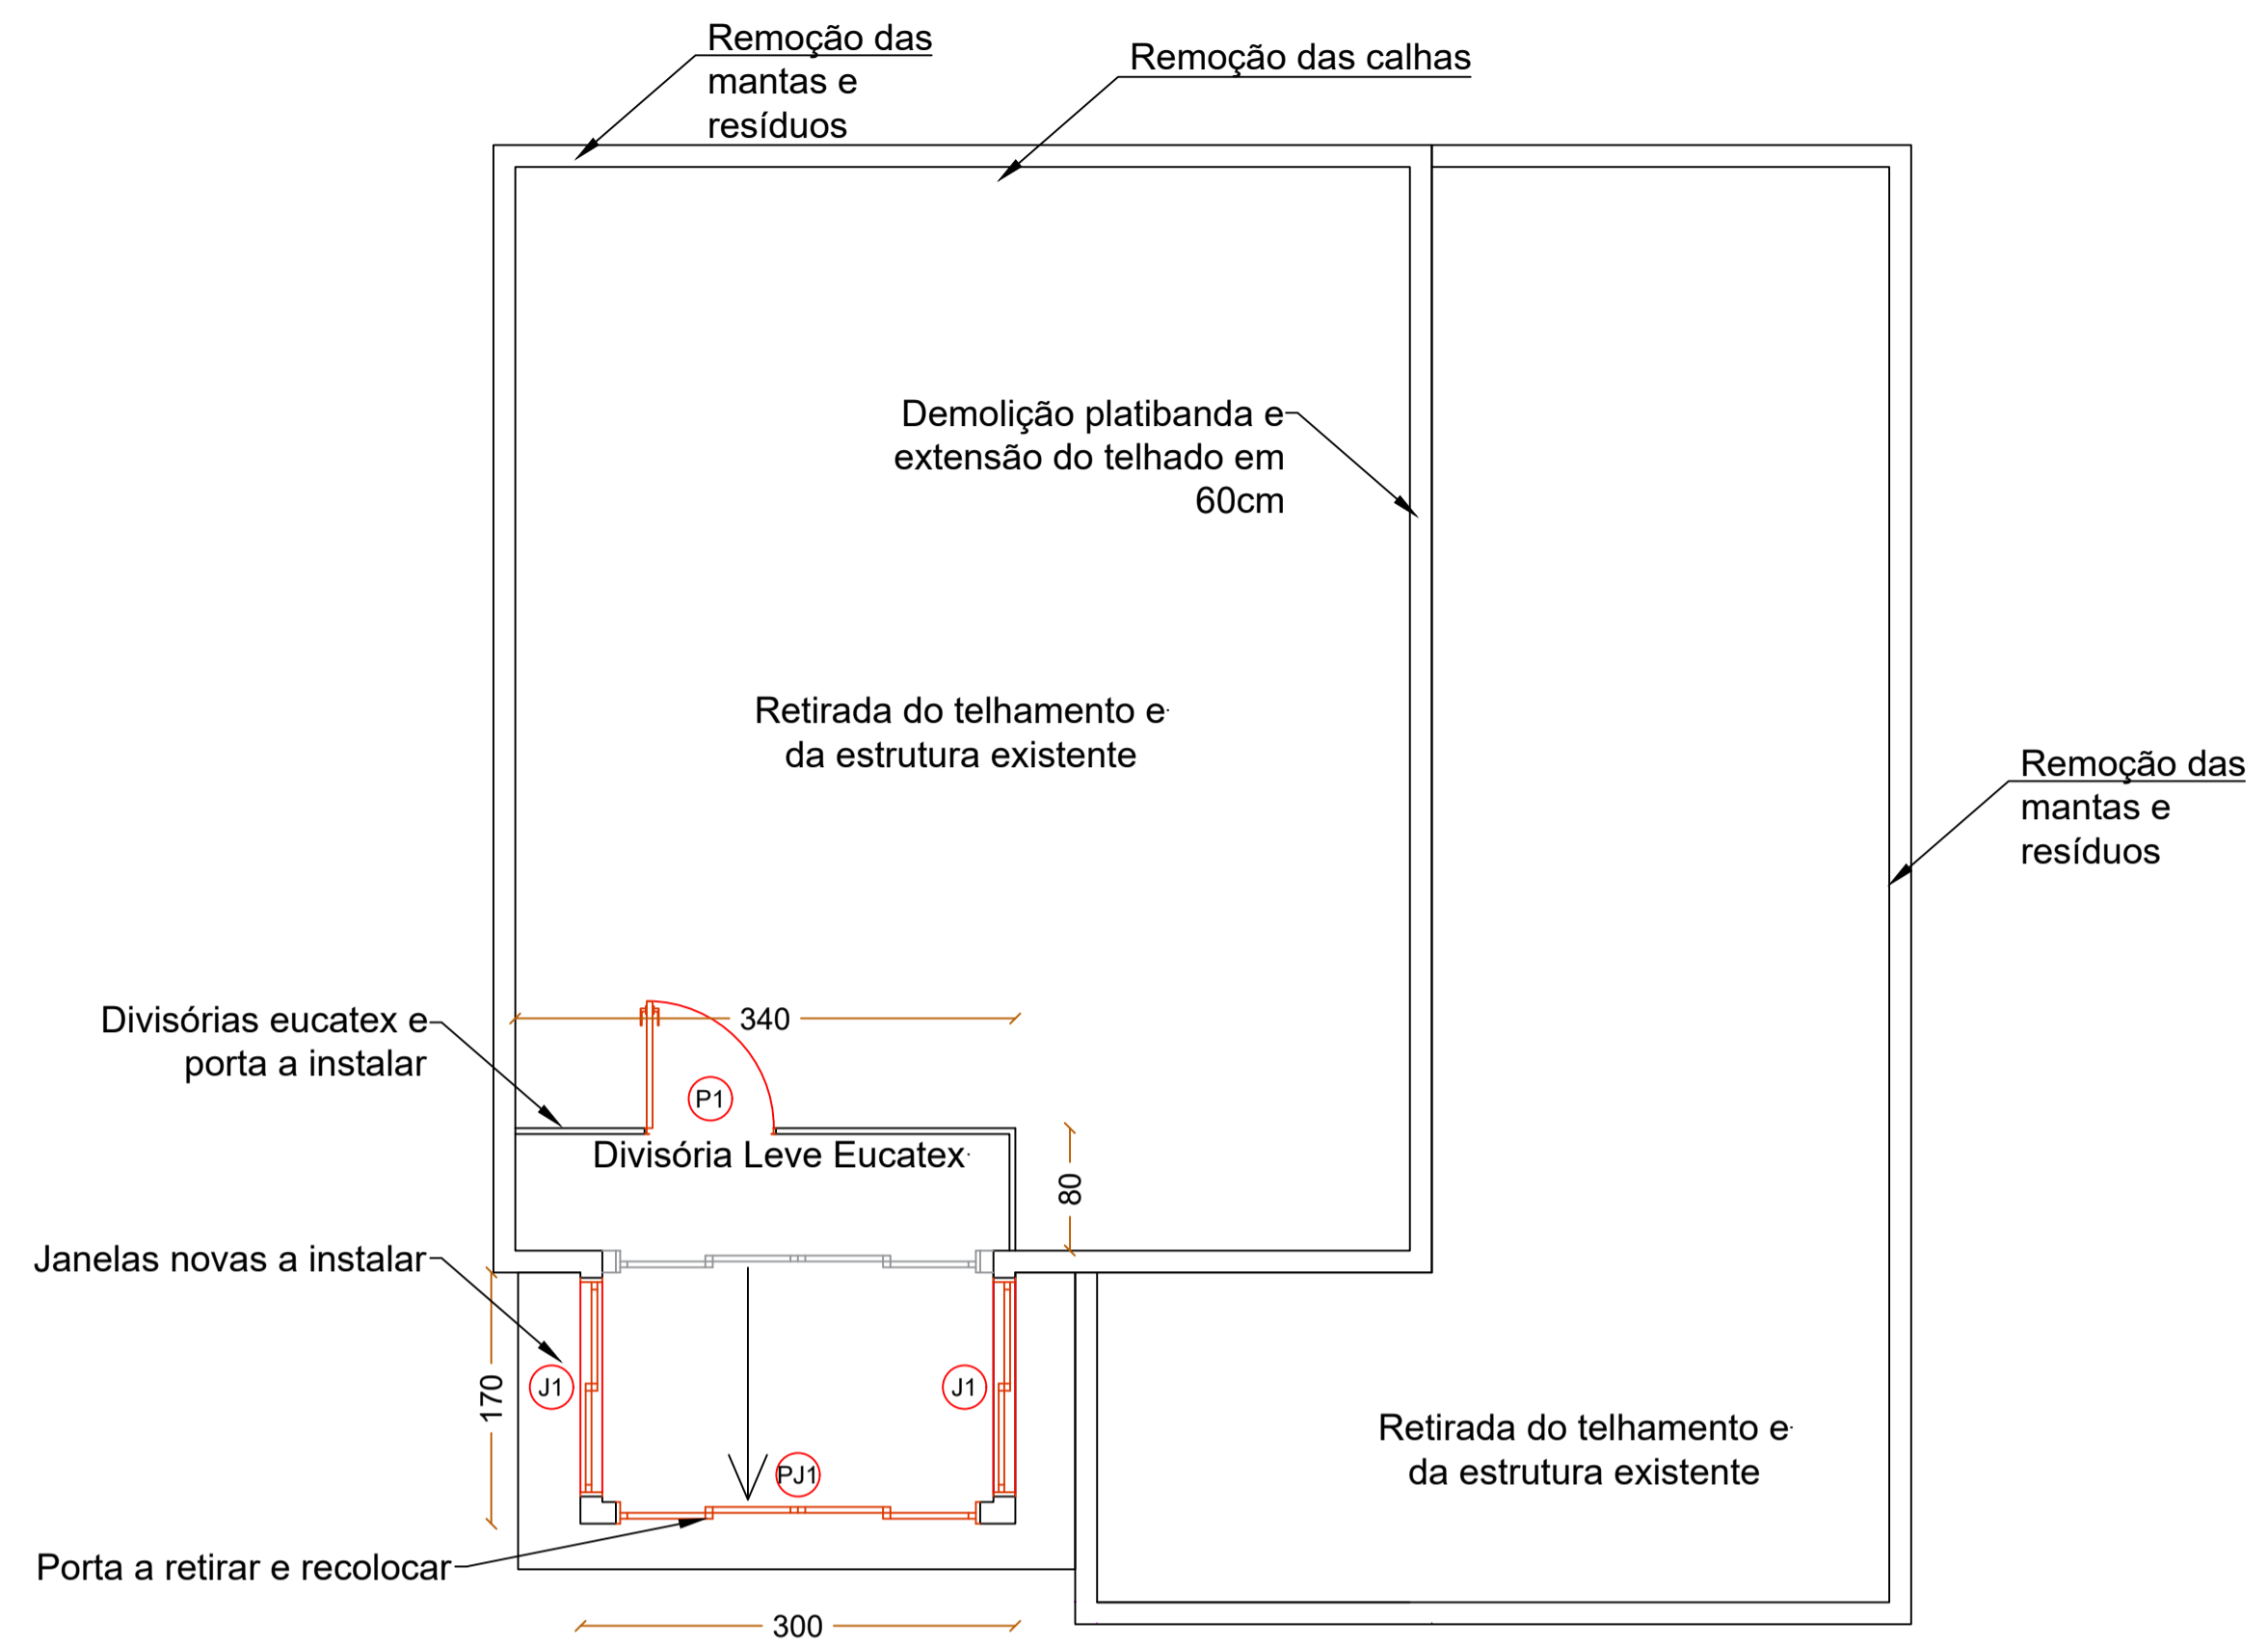 Remoção das
mantas e
resíduos
Remoção das calhas
Demolição platibanda e
extensão do telhado em
60cm
Retirada do telhamento e
da estrutura existente
Remoção das
mantas e
resíduos
Divisórias eucatex e
porta a instalar
340
P1
Divisória Leve Eucatex
80
Janelas novas a instalar
170
J1
J1
PJ1
Retirada do telhamento e
da estrutura existente
Porta a retirar e recolocar
300